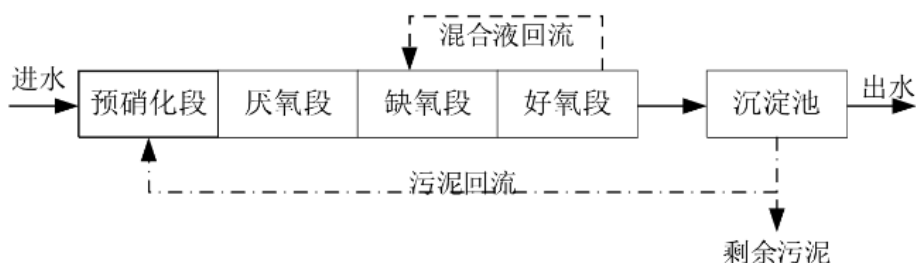 混合液回流
进水
预硝化段
厌氧段
缺氧段
好氧段
沉淀池
出水
污泥回流
剩余污泥